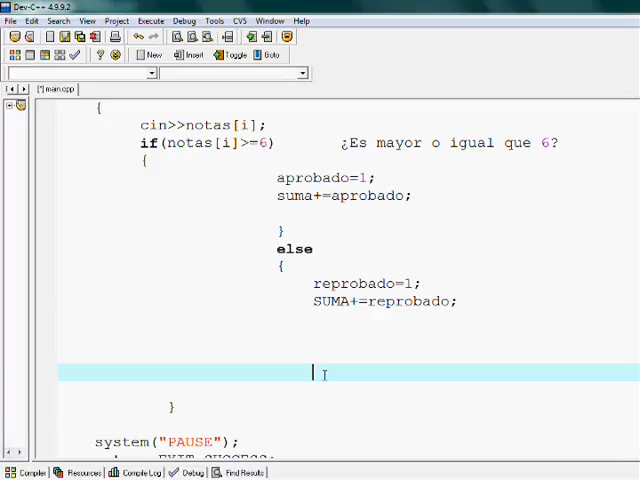 Dev-C++ 4.9.9.2
File Edit Search View Project Execute Debug Tools CVS Window Help
New Insert Toggle Goto
[*] main.cpp
{
cin>>notas[i];
if(notas[i]>=6) ¿Es mayor o igual que 6?
{
aprobado=1;
suma+=aprobado;
}
else
{
reprobado=1;
SUMA+=reprobado;
}
system("PAUSE");
EXIT_SUCCESS;
Compiler Resources Compile Log Debug Find Results